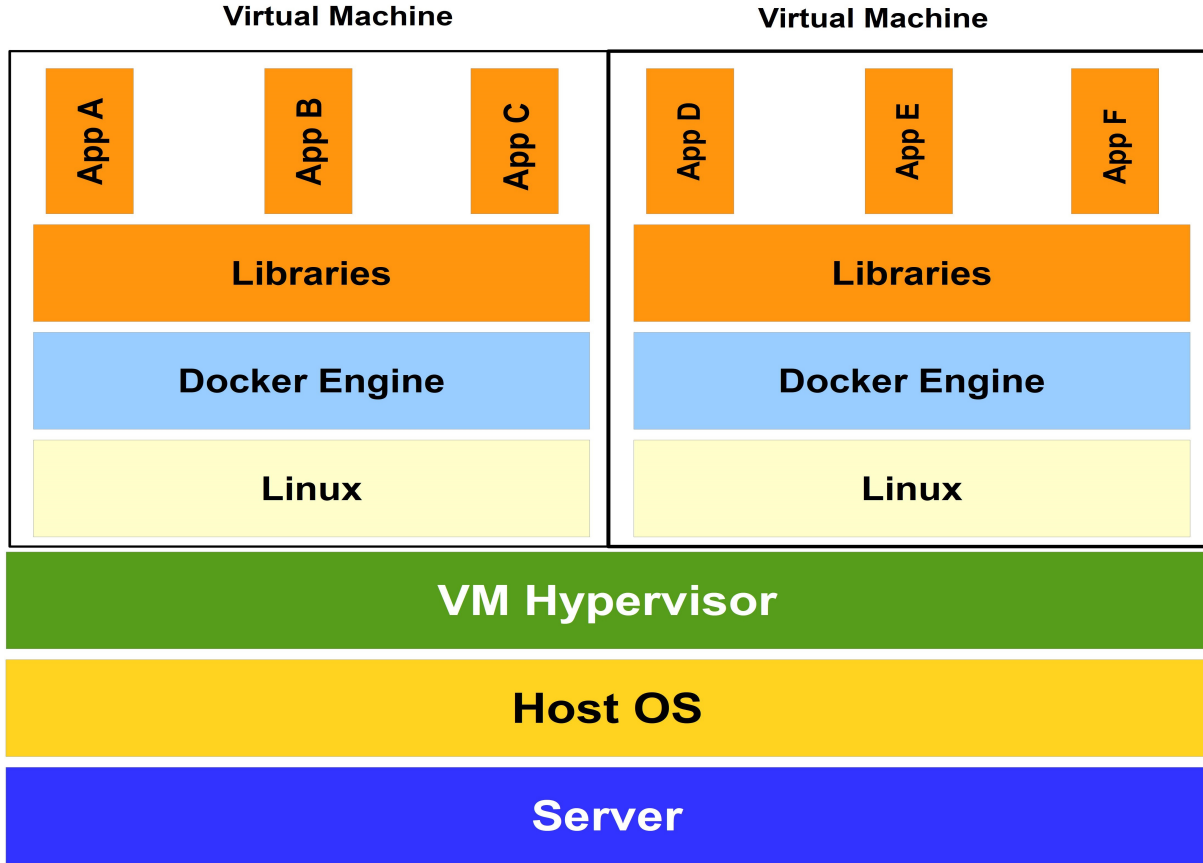 Virtual Machine
Virtual Machine
App A
App B
App C
App D
App E
App F
Libraries
Libraries
Docker Engine
Docker Engine
Linux
Linux
VM Hypervisor
Host OS
Server